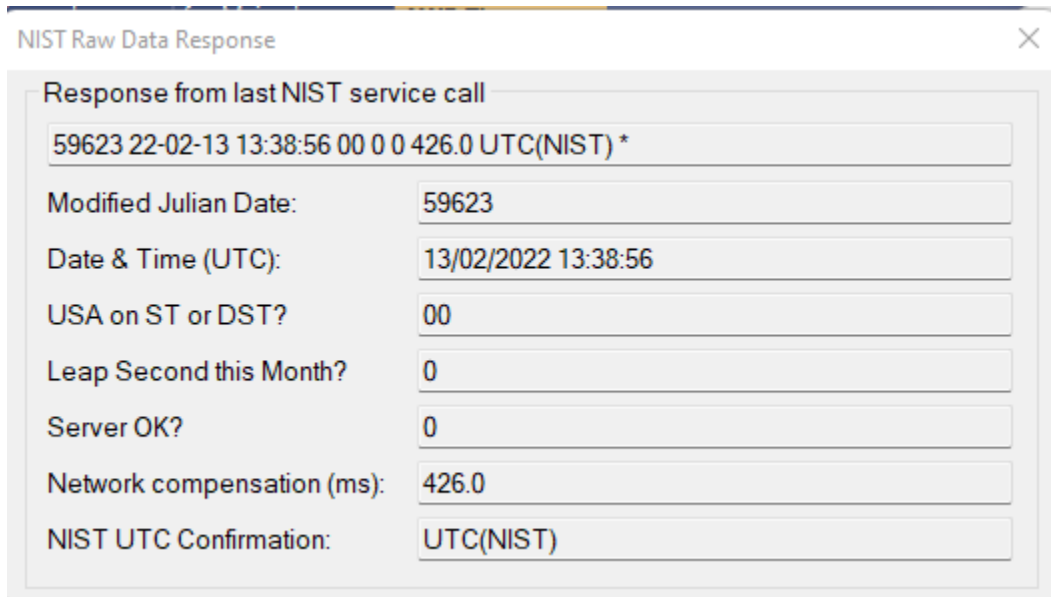 NIST Raw Data Response
Response from last NIST service call
59623 22-02-13 13:38:56 00 0 0 426.0 UTC(NIST) *
Modified Julian Date: 59623
Date & Time (UTC): 13/02/2022 13:38:56
USA on ST or DST? 00
Leap Second this Month? 0
Server OK? 0
Network compensation (ms): 426.0
NIST UTC Confirmation: UTC(NIST)